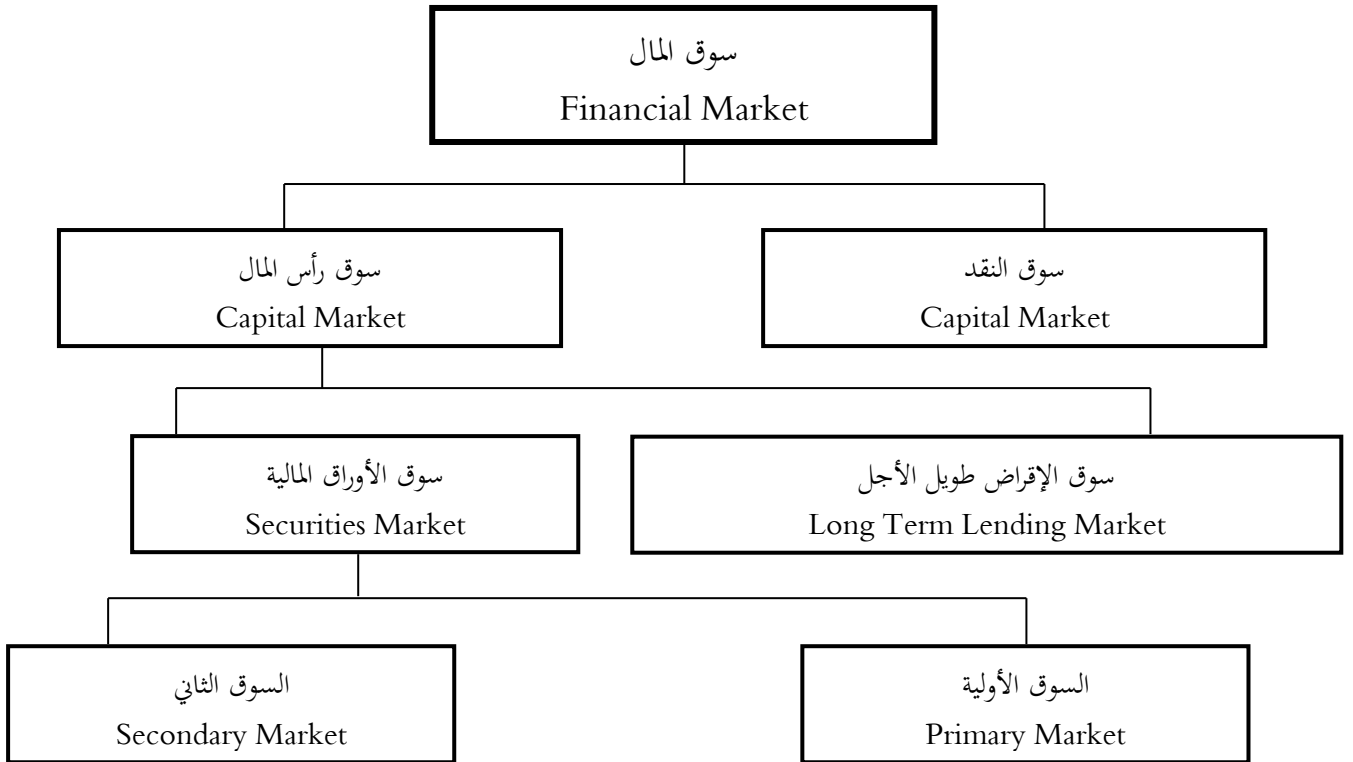 سوق المال
Financial Market
سوق النقد
Capital Market
سوق رأس المال
Capital Market
سوق الإقراض طويل الأجل
Long Term Lending Market
سوق الأوراق المالية
Securities Market
السوق الأولية
Primary Market
السوق الثاني
Secondary Market